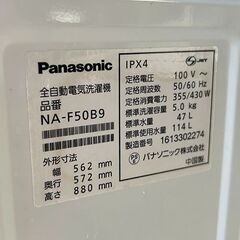 Panasonic
全自動電気洗濯機
品番
NA-F50B9
外形寸法
幅 562 mm
奥行 572 mm
高さ 880 mm
IPX4
JET
定格電圧 100 V～
定格周波数 50/60 Hz
定格消費電力 355/430 W
標準洗濯容量 5.0 kg
標準水量 47 L
標準使用水量 114 L
製造番号 1613302274
パナソニック株式会社
中国製